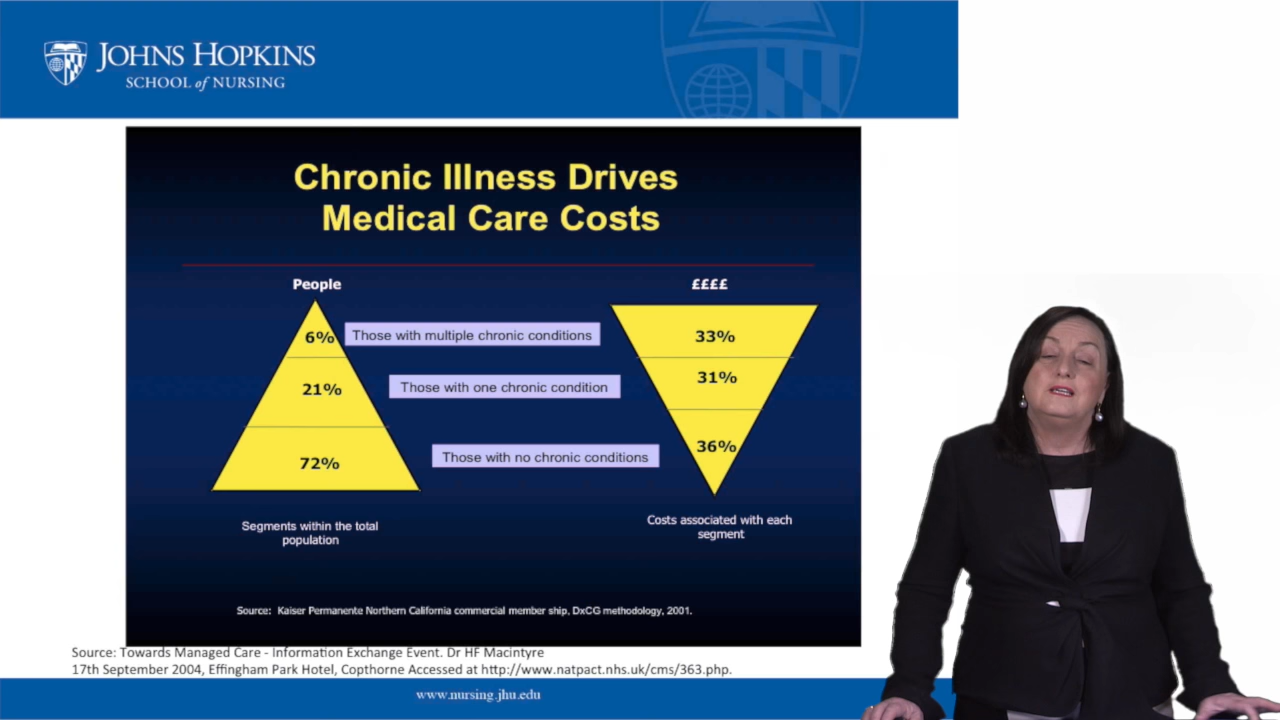 JOHNS HOPKINS
SCHOOL of NURSING
Chronic Illness Drives
Medical Care Costs
People
££££
6%
Those with multiple chronic conditions
33%
21%
Those with one chronic condition
31%
72%
Those with no chronic conditions
36%
Segments within the total
population
Costs associated with each
segment
Source: Kaiser Permanente Northern California commercial member ship, DxCG methodology, 2001.
Source: Towards Managed Care - Information Exchange Event. Dr HF Macintyre
17th September 2004, Effingham Park Hotel, Copthorne Accessed at http://www.natpact.nhs.uk/cms/363.php.
www.nursing.jhu.edu